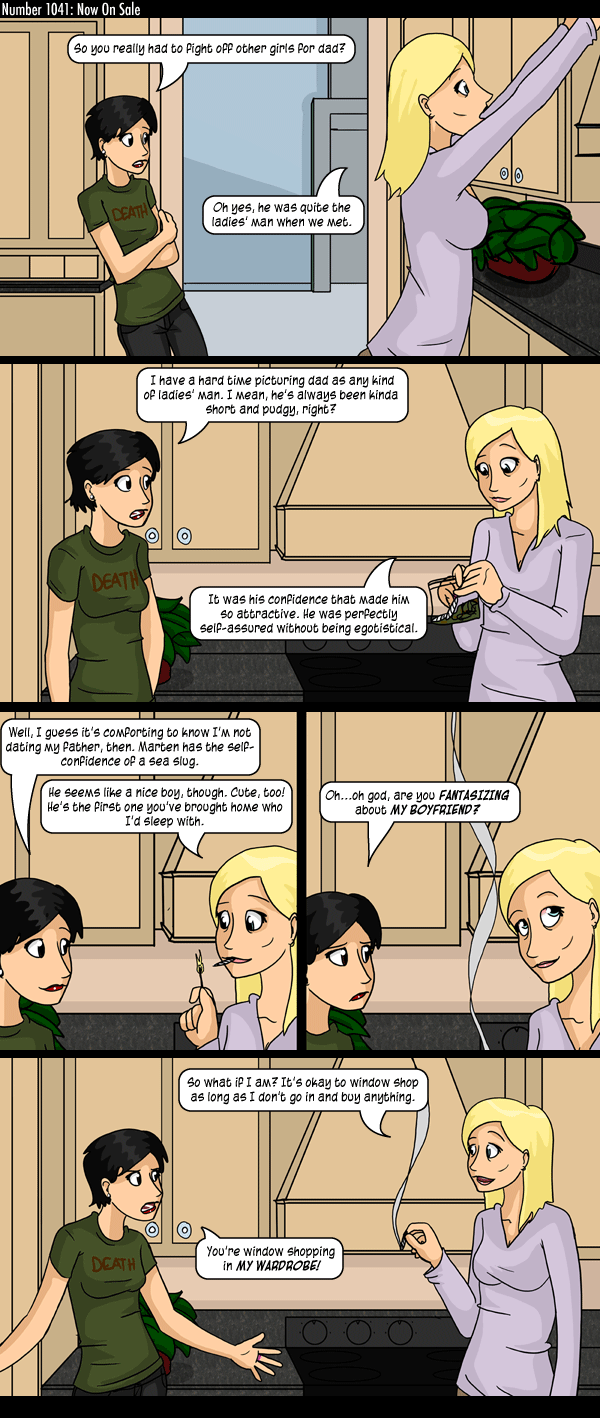 Number 1041: Now On Sale
So you really had to fight off other girls for dad?
DEATH
Oh yes, he was quite the
ladies' man when we met.
I have a hard time picturing dad as any kind
of ladies' man. I mean, he's always been kinda
short and pudgy, right?
DEATH
It was his confidence that made him
so attractive. He was perfectly
self-assured without being egotistical.
Well, I guess it's comforting to know I'm not
dating my father, then. Marten has the self-
confidence of a sea slug.
He seems like a nice boy, though. Cute, too!
He's the first one you've brought home who
I'd sleep with.
Oh...oh god, are you FANTASIZING
about MY BOYFRIEND?
So what if I am? It's okay to window shop
as long as I don't go in and buy anything.
DEATH
You're window shopping
in MY WARDROBE!